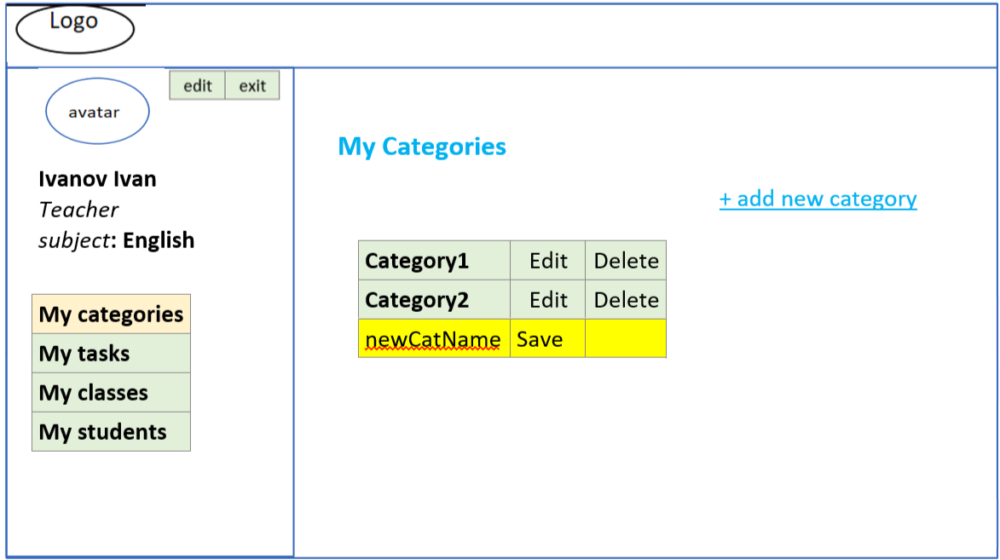 Logo
edit exit
avatar
Ivanov Ivan
Teacher
subject: English
My categories
My tasks
My classes
My students
My Categories
+ add new category
Category1 Edit Delete
Category2 Edit Delete
newCatName Save